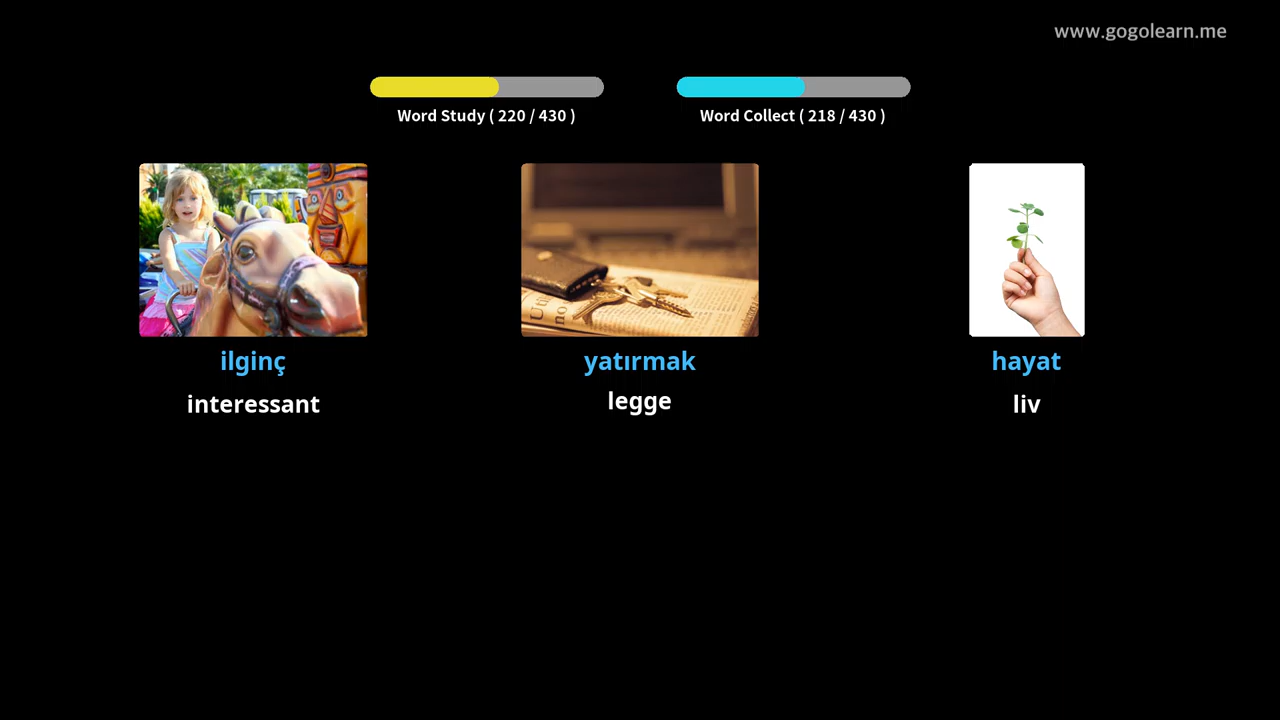 www.gogolearn.me
Word Study ( 220 / 430 )
Word Collect ( 218 / 430 )
ilginç
yatırmak
hayat
interessant
legge
liv